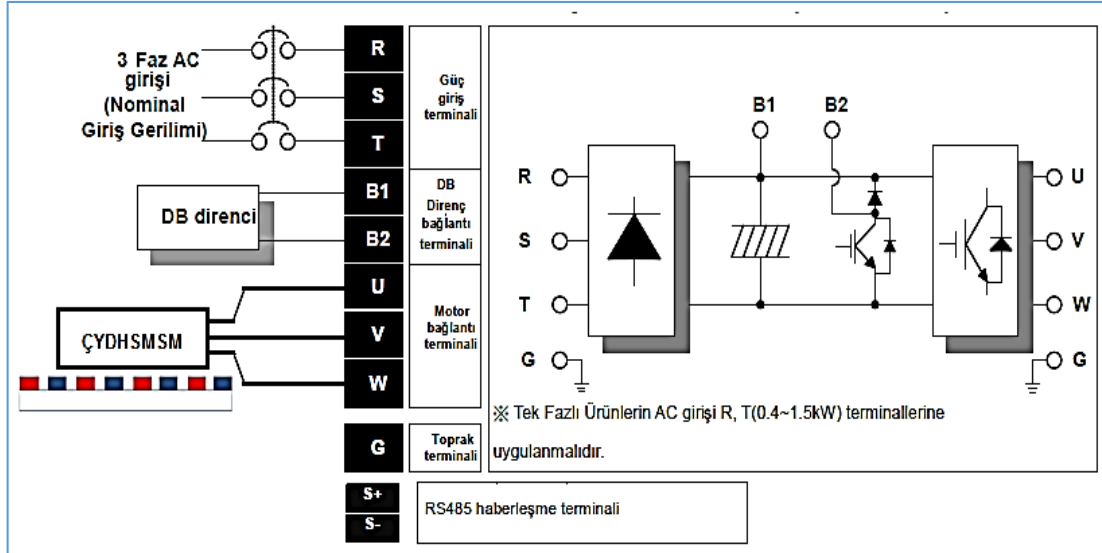 3 Faz AC
girişi
(Nominal
Giriş Gerilimi)
R
S
T
Güç
giriş
terminali
DB direnci
B1
B2
DB
Direnç
bağlantı
terminali
ÇYDHSMSM
U
V
W
Motor
bağlantı
terminali
G
Toprak
terminali
S+
S-
RS485 haberleşme terminali
B1
B2
R
S
T
G
U
V
W
G
※ Tek Fazlı Ürünlerin AC girişi R, T(0.4~1.5kW) terminallerine
uygulanmalıdır.